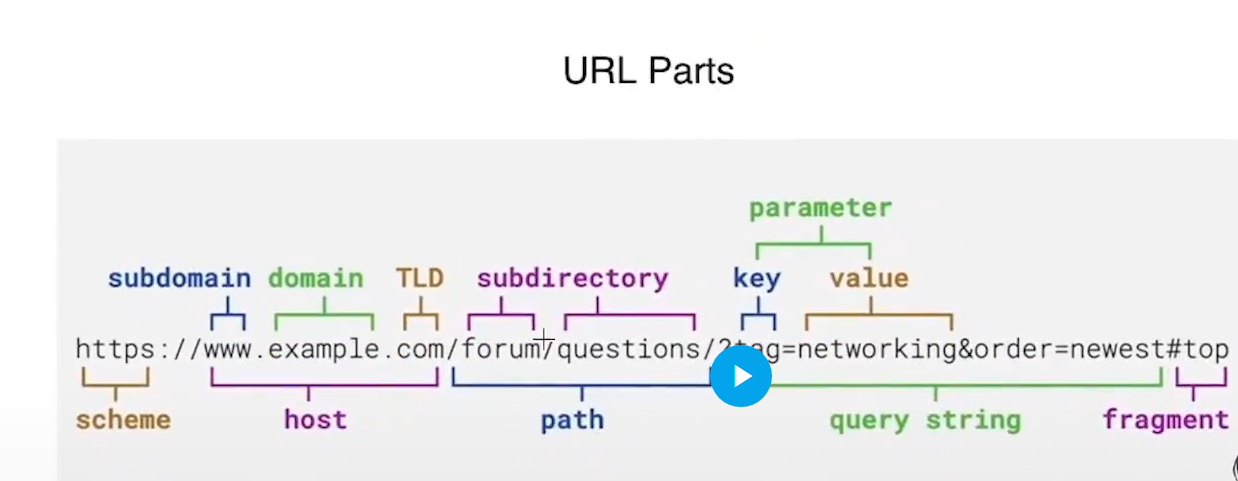 URL Parts
parameter
subdomain domain TLD subdirectory key value
https://www.example.com/forum/questions/?tag=networking&order=newest#top
scheme host path query string fragment